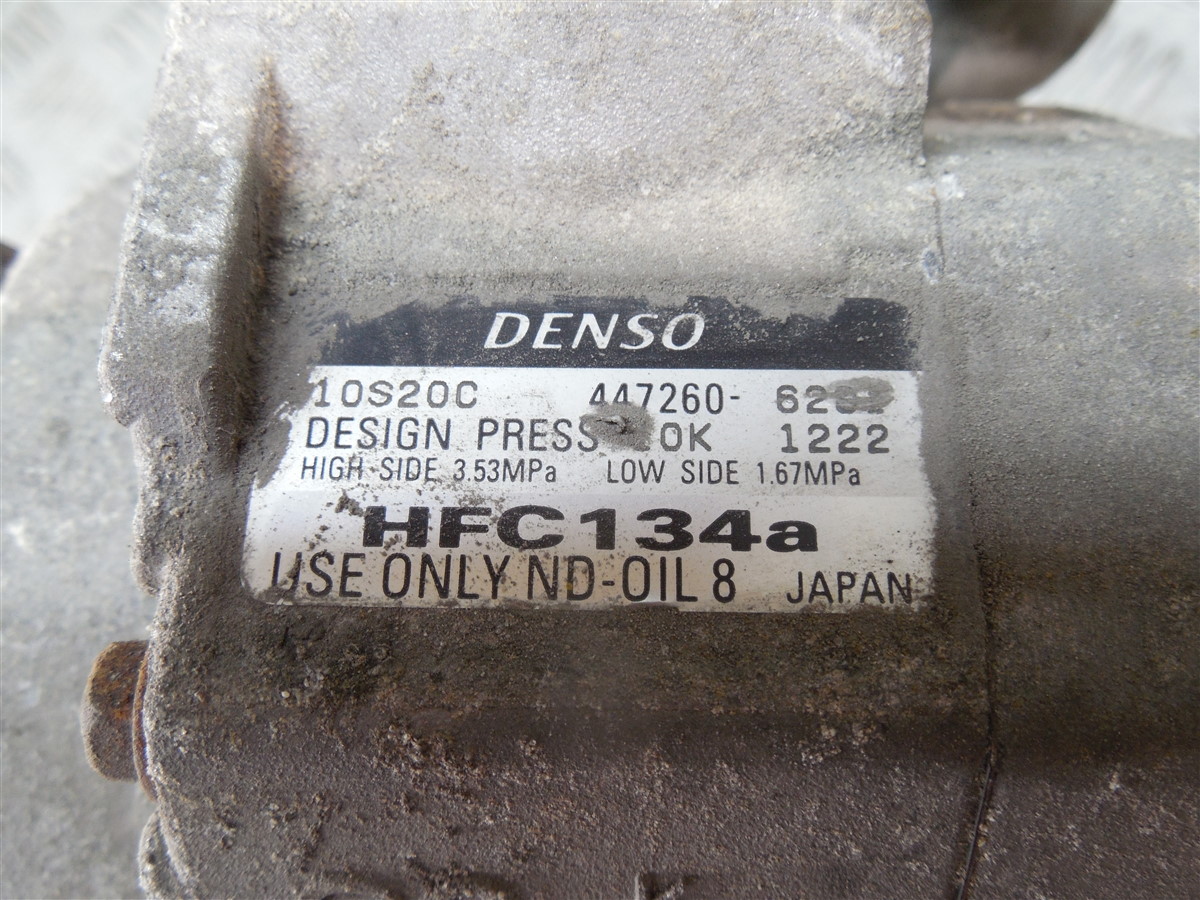 DENSO
10S20C 447260-
DESIGN PRESS 1222
HIGH SIDE 3.53MPa LOW SIDE 1.67MPa
HFC134a
USE ONLY ND-OIL 8 JAPAN